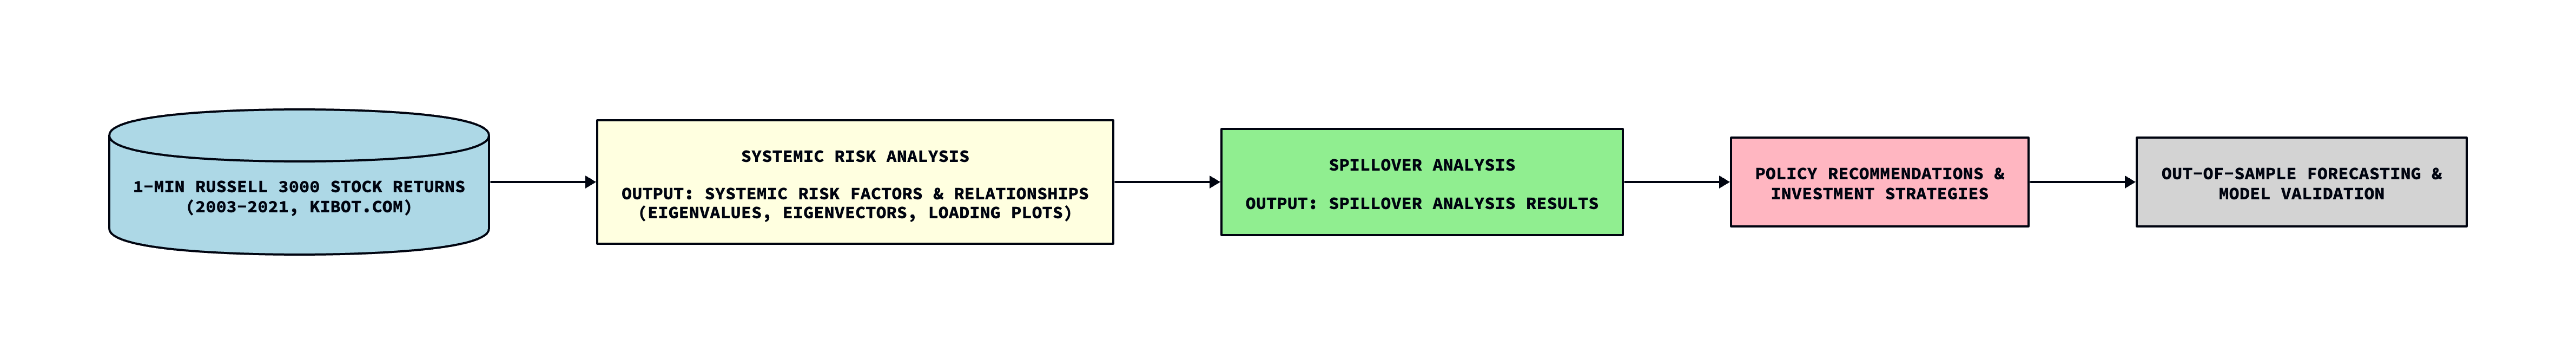 1-MIN RUSSELL 3000 STOCK RETURNS
(2003-2021, KIBOT.COM)
SYSTEMIC RISK ANALYSIS
OUTPUT: SYSTEMIC RISK FACTORS & RELATIONSHIPS
(EIGENVALUES, EIGENVECTORS, LOADING PLOTS)
SPILLOVER ANALYSIS
OUTPUT: SPILLOVER ANALYSIS RESULTS
POLICY RECOMMENDATIONS &
INVESTMENT STRATEGIES
OUT-OF-SAMPLE FORECASTING &
MODEL VALIDATION